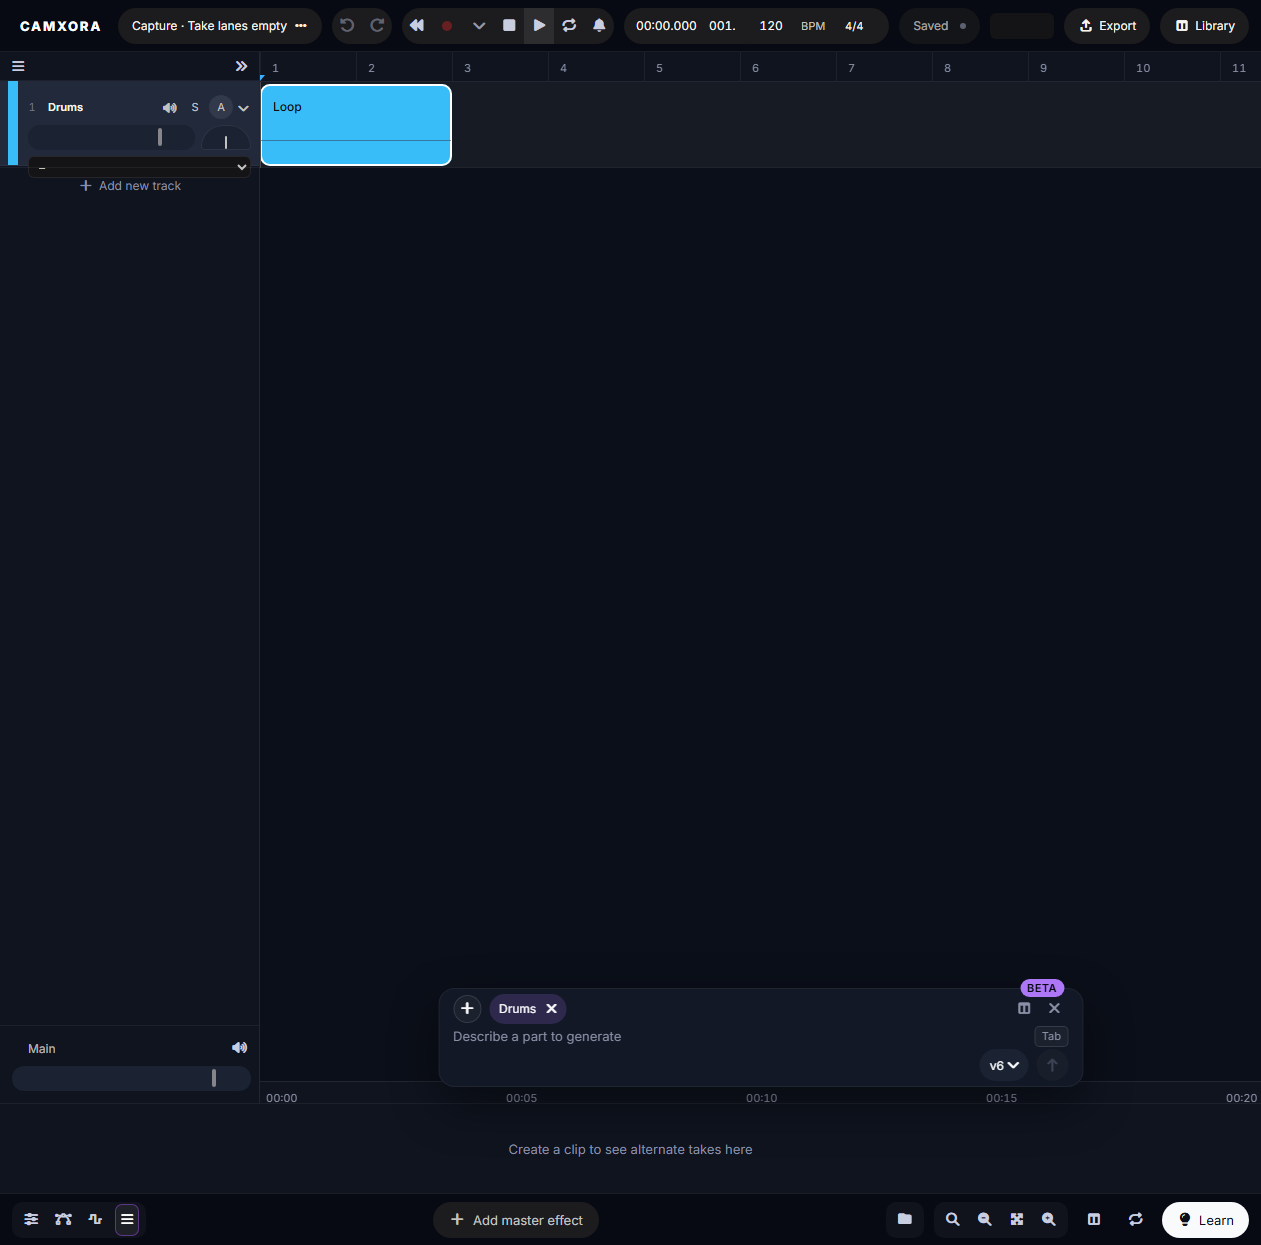 CAMXORA
Capture · Take lanes empty •••
00:00.000 001. 120 BPM 4/4
Saved
Export
Library
1 2 3 4 5 6 7 8 9 10 11
1 Drums S A
–
Loop
Add new track
BETA
Drums
Describe a part to generate
Tab
v6
Main
00:00 00:05 00:10 00:15 00:20
Create a clip to see alternate takes here
Add master effect
Learn